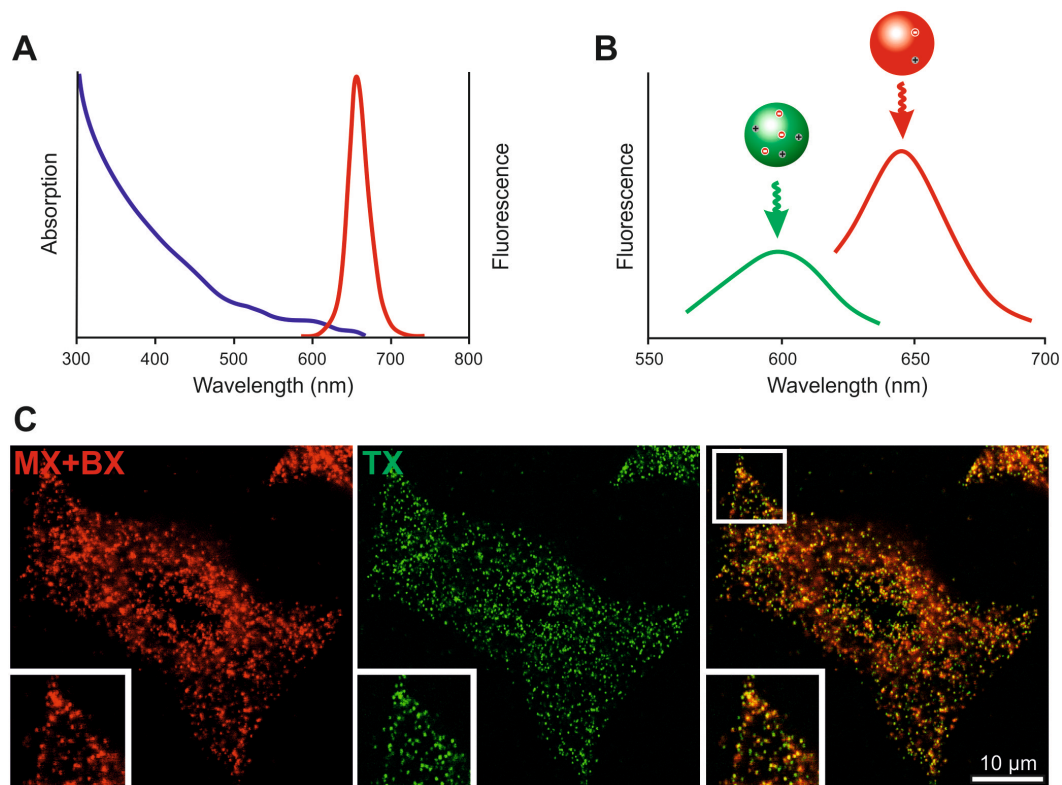 A
B
Absorption
Fluorescence
300 400 500 600 700 800
Wavelength (nm)
Fluorescence
550 600 650 700
Wavelength (nm)
C
MX+BX
TX
10 µm